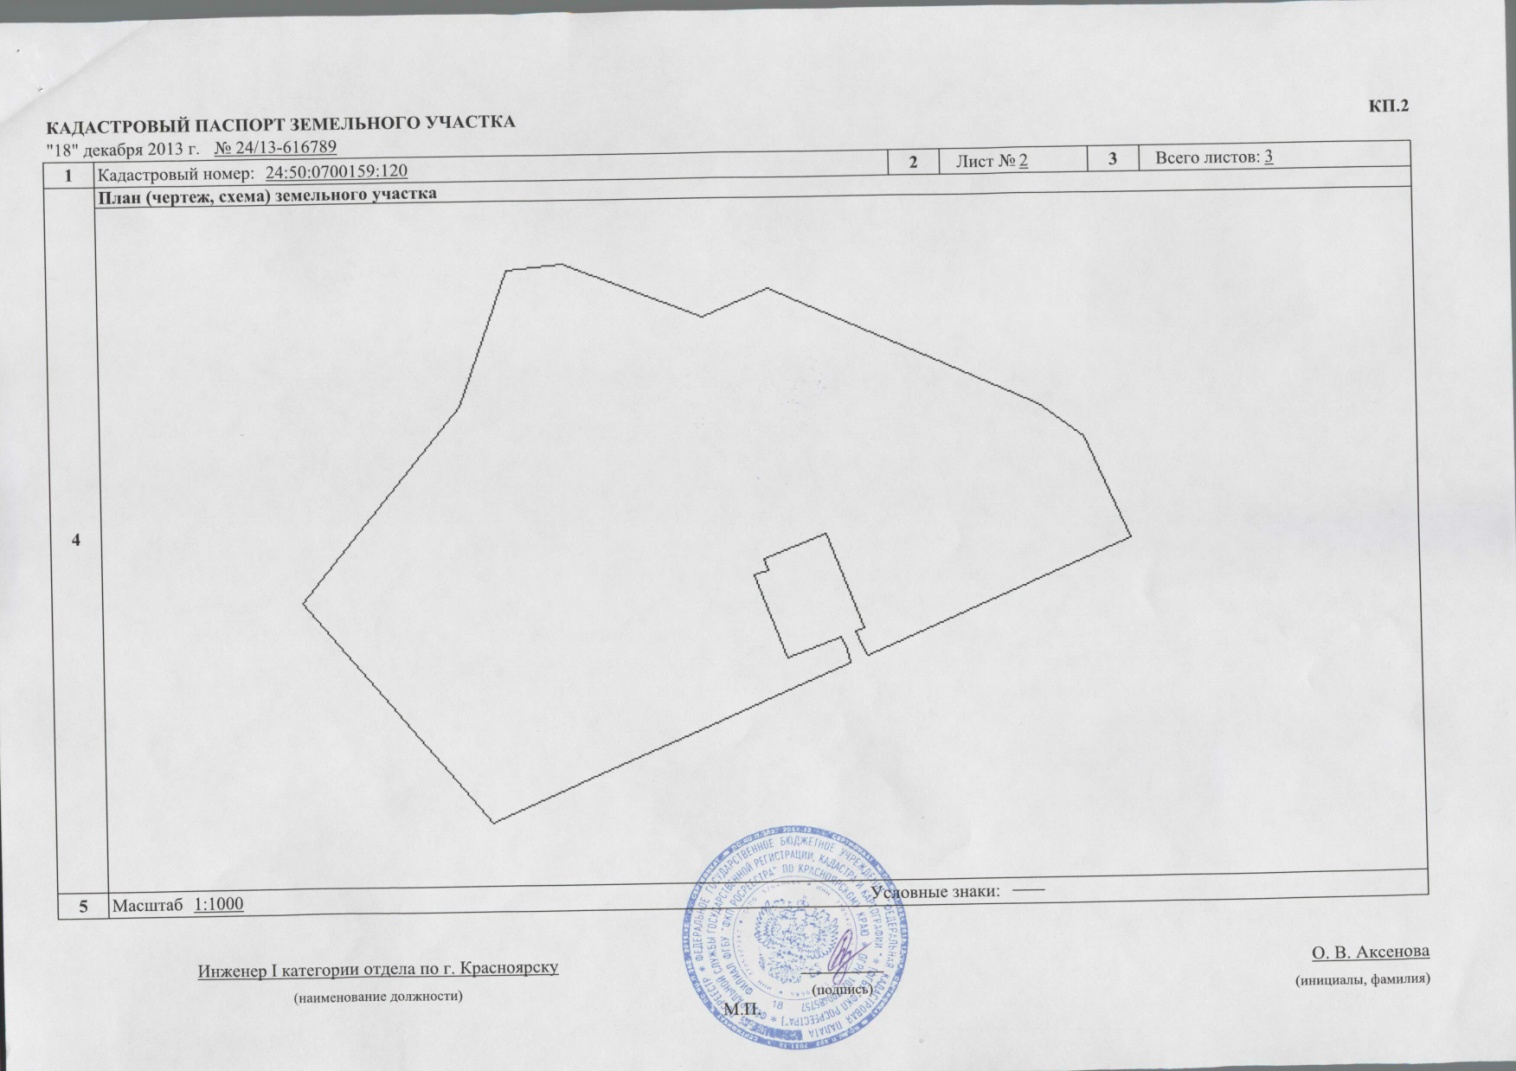 КП.2
КАДАСТРОВЫЙ ПАСПОРТ ЗЕМЕЛЬНОГО УЧАСТКА
"18" декабря 2013 г. № 24/13-616789
1 Кадастровый номер: 24:50:0700159:120 2 Лист № 2 3 Всего листов: 3
План (чертеж, схема) земельного участка
4
5 Масштаб 1:1000 Условные знаки:
Инженер I категории отдела по г. Красноярску О. В. Аксенова
(наименование должности) (подпись) (инициалы, фамилия)
М.П.